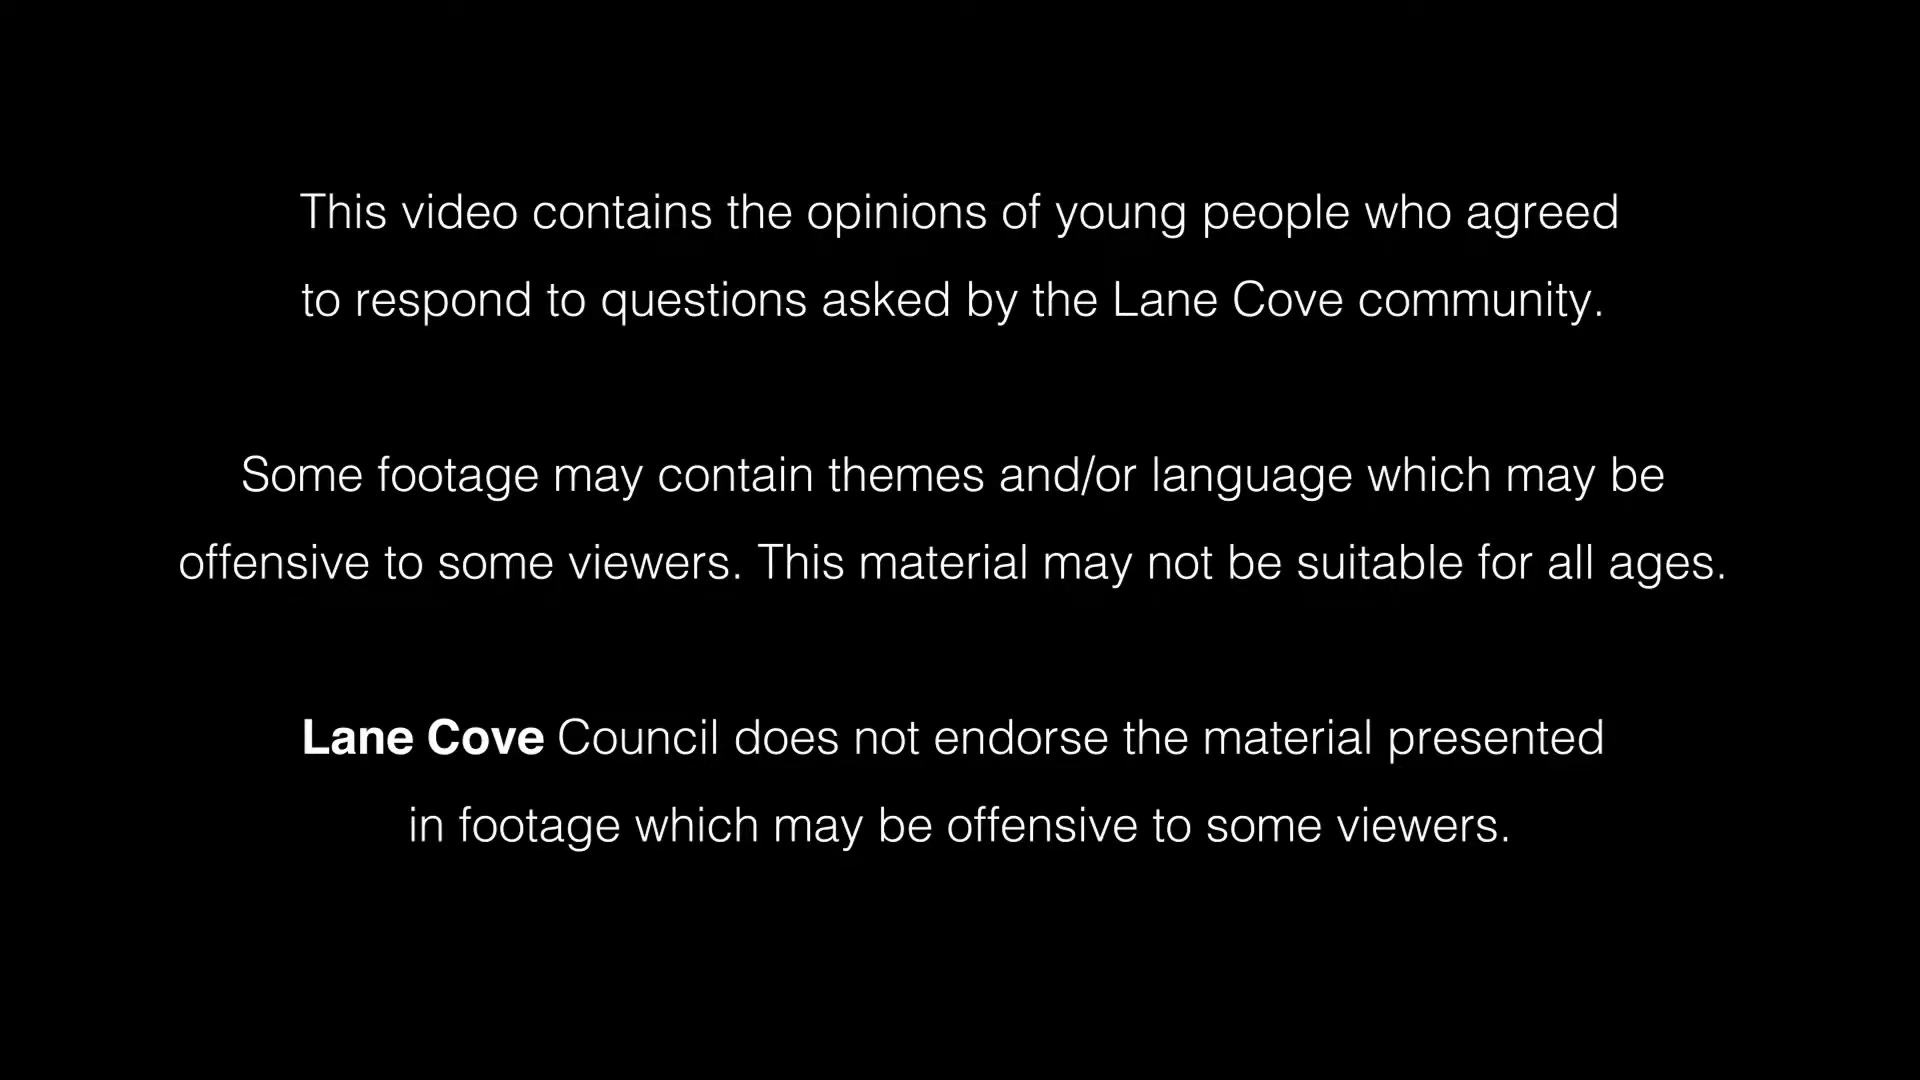 This video contains the opinions of young people who agreed
to respond to questions asked by the Lane Cove community.
Some footage may contain themes and/or language which may be
offensive to some viewers. This material may not be suitable for all ages.
Lane Cove Council does not endorse the material presented
in footage which may be offensive to some viewers.